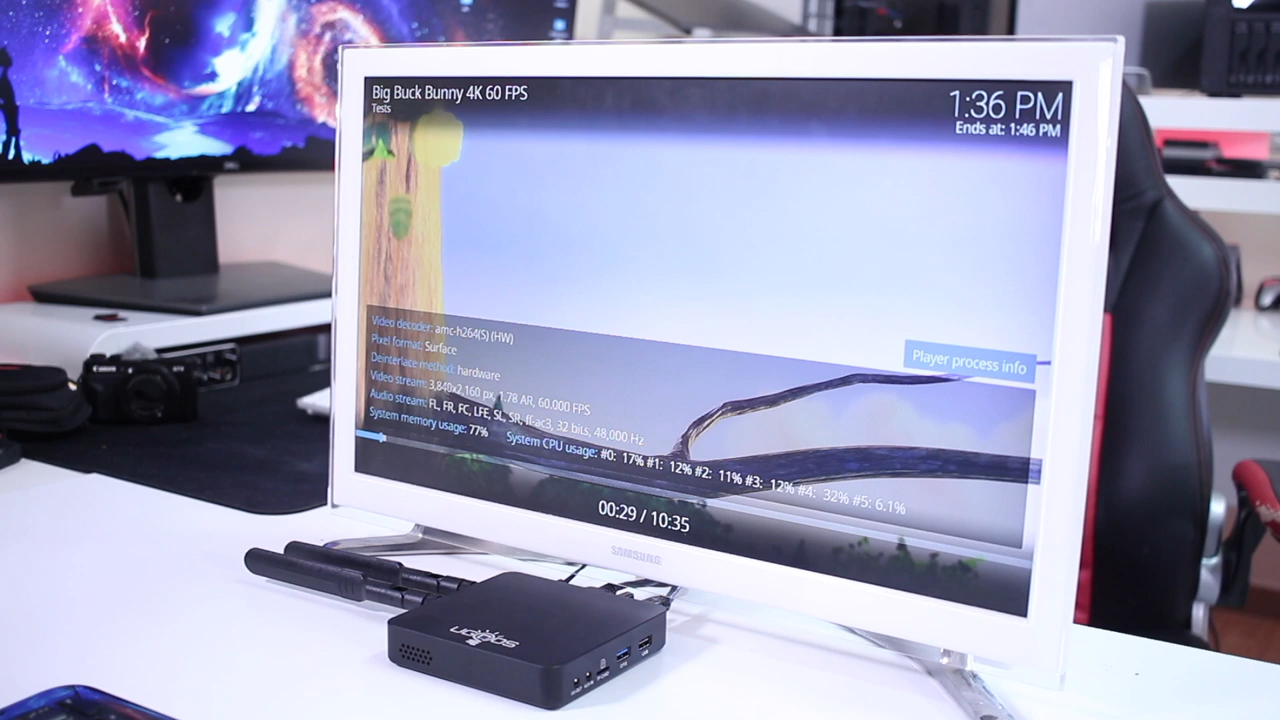 Big Buck Bunny 4K 60 FPS
Tests
1:36 PM
Ends at: 1:46 PM
Player process info
Video decoder: amc-h264(S) (HW)
Pixel format: Surface
Deinterlace method: hardware
Video stream: 3,840x2,160 px, 1.78 AR, 60.000 FPS
Audio stream: FL, FR, FC, LFE, SL, SR, ff-ac3, 32 bits, 48,000 Hz
System memory usage: 77% System CPU usage: #0: 17% #1: 12% #2: 11% #3: 12% #4: 32% #5: 6.1%
00:29 / 10:35
SAMSUNG
ugoos
Canon